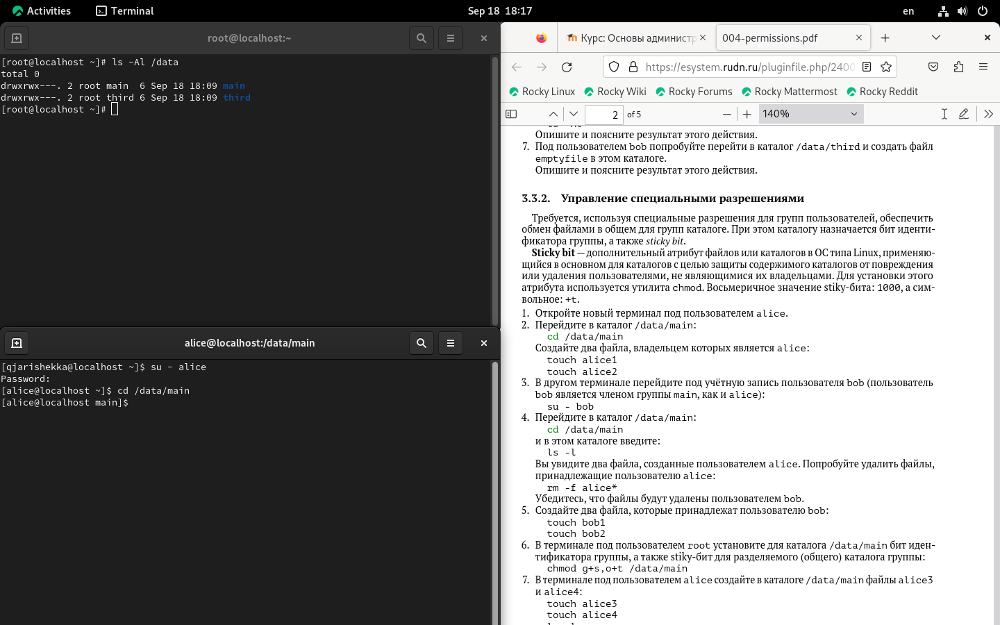 Activities
Terminal
Sep 18 18:17
en
root@localhost:~
[root@localhost ~]# ls -Al /data
total 0
drwxrwx---. 2 root main  6 Sep 18 18:09 main
drwxrwx---. 2 root third 6 Sep 18 18:09 third
[root@localhost ~]#
alice@localhost:/data/main
[qjarishekka@localhost ~]$ su - alice
Password:
[alice@localhost ~]$ cd /data/main
[alice@localhost main]$
Курс: Основы администр
004-permissions.pdf
https://esystem.rudn.ru/pluginfile.php/2400
Rocky Linux
Rocky Wiki
Rocky Forums
Rocky Mattermost
Rocky Reddit
2 of 5
140%
Опишите и поясните результат этого действия.
7. Под пользователем bob попробуйте перейти в каталог /data/third и создать файл
emptyfile в этом каталоге.
Опишите и поясните результат этого действия.
3.3.2. Управление специальными разрешениями
Требуется, используя специальные разрешения для групп пользователей, обеспечить
обмен файлами в общем для групп каталоге. При этом каталогу назначается бит иденти-
фикатора группы, а также sticky bit.
Sticky bit — дополнительный атрибут файлов или каталогов в ОС типа Linux, применяю-
щийся в основном для каталогов с целью защиты содержимого каталогов от повреждения
или удаления пользователями, не являющимися их владельцами. Для установки этого
атрибута используется утилита chmod. Восьмеричное значение stiky-бита: 1000, а сим-
вольное: +t.
1. Откройте новый терминал под пользователем alice.
2. Перейдите в каталог /data/main:
cd /data/main
Создайте два файла, владельцем которых является alice:
touch alice1
touch alice2
3. В другом терминале перейдите под учётную запись пользователя bob (пользователь
bob является членом группы main, как и alice):
su - bob
4. Перейдите в каталог /data/main:
cd /data/main
и в этом каталоге введите:
ls -l
Вы увидите два файла, созданные пользователем alice. Попробуйте удалить файлы,
принадлежащие пользователю alice:
rm -f alice*
Убедитесь, что файлы будут удалены пользователем bob.
5. Создайте два файла, которые принадлежат пользователю bob:
touch bob1
touch bob2
6. В терминале под пользователем root установите для каталога /data/main бит иден-
тификатора группы, а также stiky-бит для разделяемого (общего) каталога группы:
chmod g+s,o+t /data/main
7. В терминале под пользователем alice создайте в каталоге /data/main файлы alice3
и alice4:
touch alice3
touch alice4